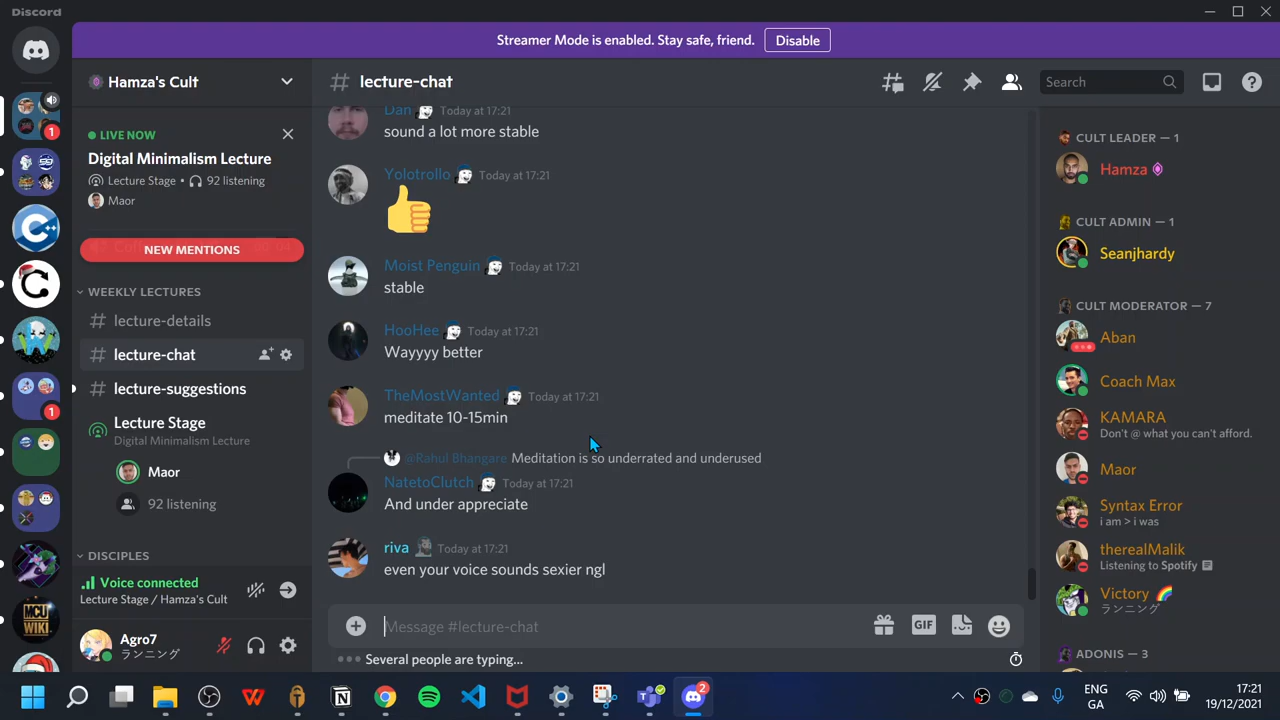 Discord
Streamer Mode is enabled. Stay safe, friend.
Disable
Hamza's Cult
LIVE NOW
Digital Minimalism Lecture
Lecture Stage • 92 listening
Maor
NEW MENTIONS
WEEKLY LECTURES
lecture-details
lecture-chat
lecture-suggestions
Lecture Stage
Digital Minimalism Lecture
Maor
92 listening
DISCIPLES
Voice connected
Lecture Stage / Hamza's Cult
Agro7
ランニング
lecture-chat
Search
Dan Today at 17:21
sound a lot more stable
Yolotrollo Today at 17:21
Moist Penguin Today at 17:21
stable
HooHee Today at 17:21
Wayyyy better
TheMostWanted Today at 17:21
meditate 10-15min
@Rahul Bhangare Meditation is so underrated and underused
NatetoClutch Today at 17:21
And under appreciate
riva Today at 17:21
even your voice sounds sexier ngl
Message #lecture-chat
GIF
Several people are typing...
CULT LEADER — 1
Hamza
CULT ADMIN — 1
Seanjhardy
CULT MODERATOR — 7
Aban
Coach Max
KAMARA
Don't @ what you can't afford.
Maor
Syntax Error
i am > i was
therealMalik
Listening to Spotify
Victory
ランニング
ADONIS — 3
1
1
MCU
WIKI
2
ENG
GA
17:21
19/12/2021